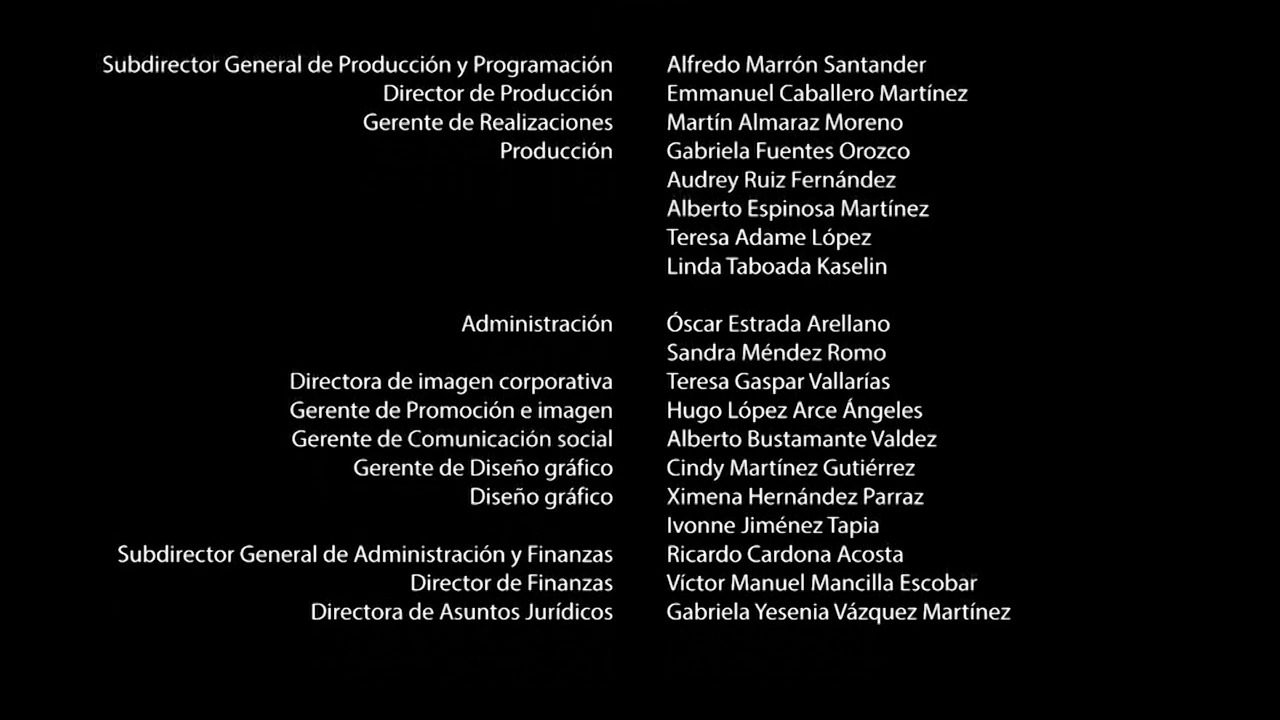 Subdirector General de Producción y Programación Alfredo Marrón Santander
Director de Producción Emmanuel Caballero Martínez
Gerente de Realizaciones Martín Almaraz Moreno
Producción Gabriela Fuentes Orozco
Audrey Ruiz Fernández
Alberto Espinosa Martínez
Teresa Adame López
Linda Taboada Kaselin
Administración Óscar Estrada Arellano
Sandra Méndez Romo
Directora de imagen corporativa Teresa Gaspar Vallarías
Gerente de Promoción e imagen Hugo López Arce Ángeles
Gerente de Comunicación social Alberto Bustamante Valdez
Gerente de Diseño gráfico Cindy Martínez Gutiérrez
Diseño gráfico Ximena Hernández Parraz
Ivonne Jiménez Tapia
Subdirector General de Administración y Finanzas Ricardo Cardona Acosta
Director de Finanzas Víctor Manuel Mancilla Escobar
Directora de Asuntos Jurídicos Gabriela Yesenia Vázquez Martínez